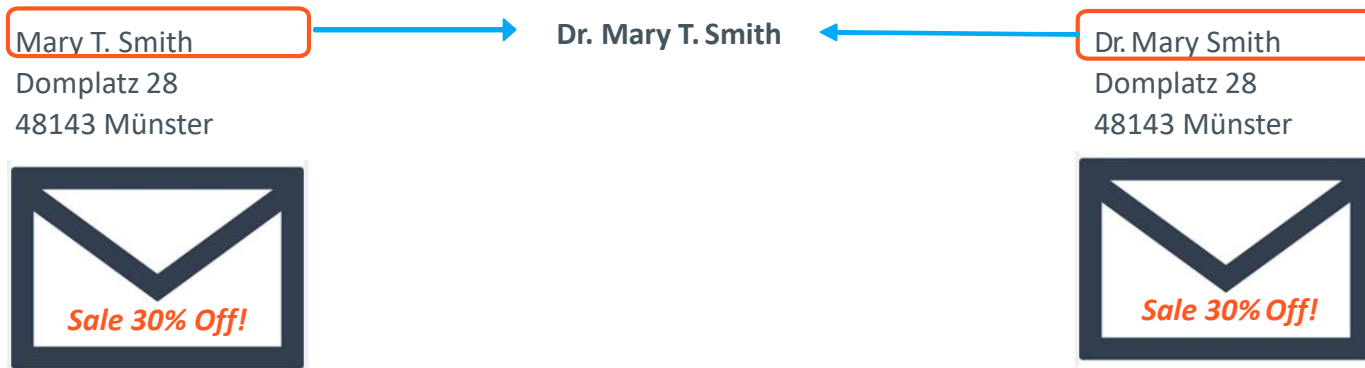 Mary T. Smith
Domplatz 28
48143 Münster
Sale 30% Off!
Dr. Mary T. Smith
Dr. Mary Smith
Domplatz 28
48143 Münster
Sale 30% Off!